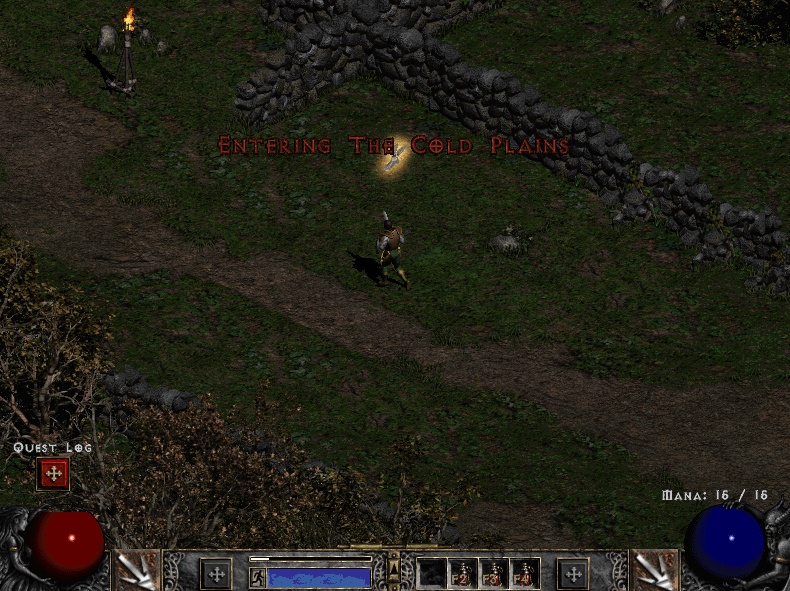 Entering The Cold Plains
Quest Log
Mana: 16 / 16
F2 F3 F4